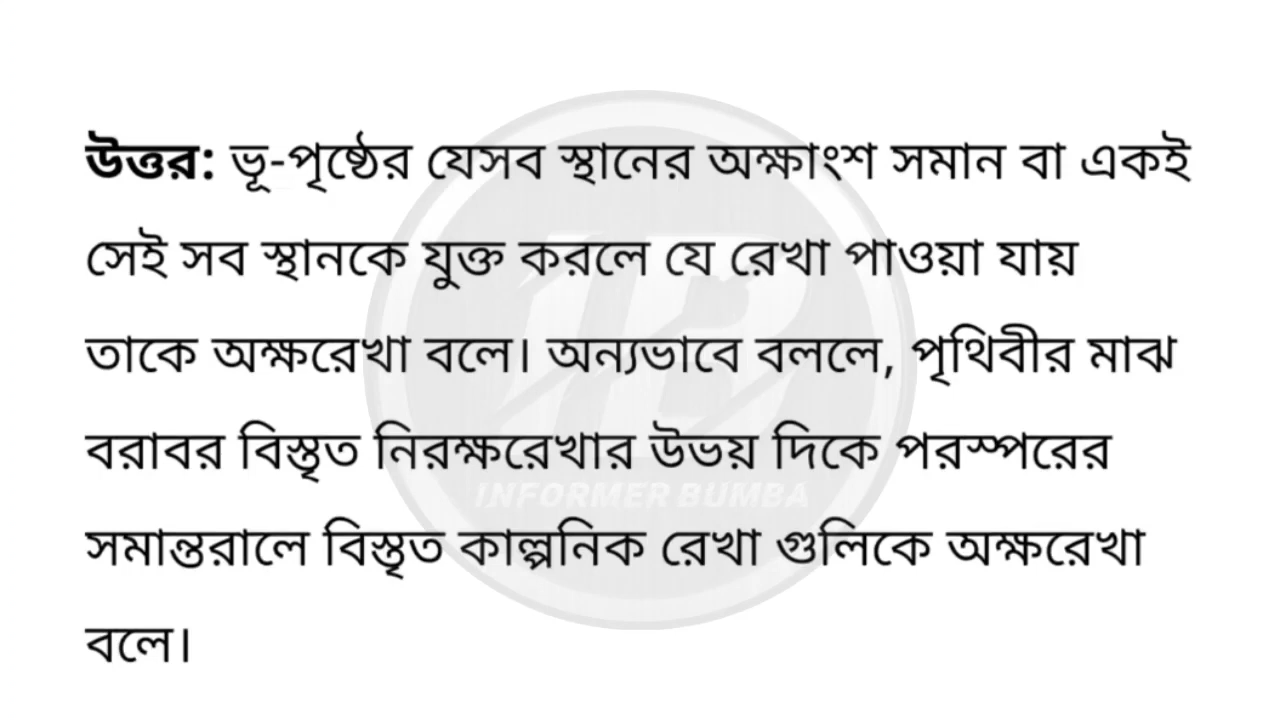 উত্তর: ভূ-পৃষ্ঠের যেসব স্থানের অক্ষাংশ সমান বা একই
সেই সব স্থানকে যুক্ত করলে যে রেখা পাওয়া যায়
তাকে অক্ষরেখা বলে। অন্যভাবে বললে, পৃথিবীর মাঝ
বরাবর বিস্তৃত নিরক্ষরেখার উভয় দিকে পরস্পরের
সমান্তরালে বিস্তৃত কাল্পনিক রেখা গুলিকে অক্ষরেখা
বলে।
IB
INFORMER BUMBA